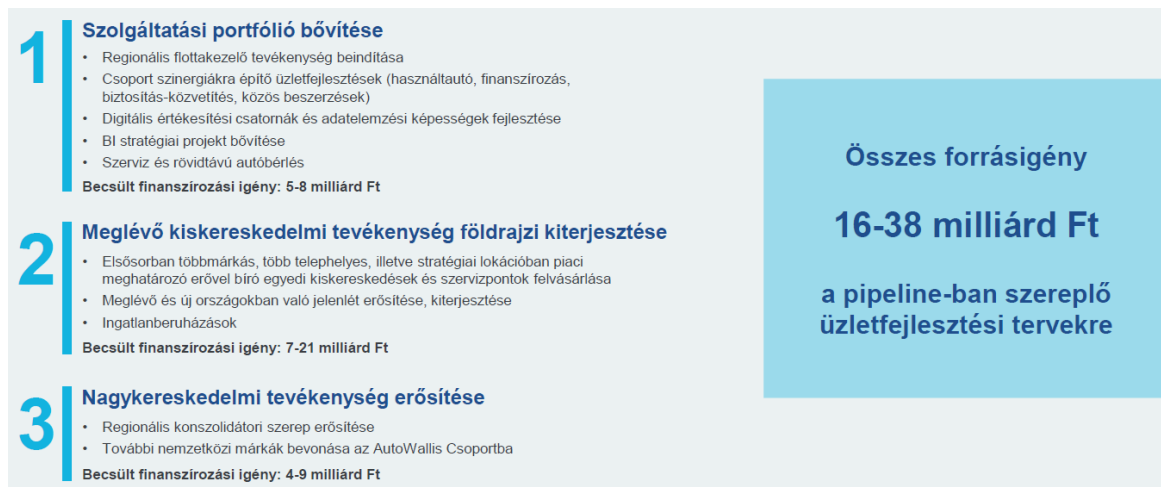 1
Szolgáltatási portfólió bővítése
• Regionális flottakezelő tevékenység beindítása
• Csoport szinergiákra építő üzletfejlesztések (használtautó, finanszírozás,
biztosítás-közvetítés, közös beszerzések)
• Digitális értékesítési csatornák és adatelemzési képességek fejlesztése
• BI stratégiai projekt bővítése
• Szerviz és rövidtávú autóbérlés
Becsült finanszírozási igény: 5-8 milliárd Ft
2
Meglévő kiskereskedelmi tevékenység földrajzi kiterjesztése
• Elsősorban többmárkás, több telephelyes, illetve stratégiai lokációban piaci
meghatározó erővel bíró egyedi kiskereskedések és szervizpontok felvásárlása
• Meglévő és új országokban való jelenlét erősítése, kiterjesztése
• Ingatlanberuházások
Becsült finanszírozási igény: 7-21 milliárd Ft
3
Nagykereskedelmi tevékenység erősítése
• Regionális konszolidátori szerep erősítése
• További nemzetközi márkák bevonása az AutoWallis Csoportba
Becsült finanszírozási igény: 4-9 milliárd Ft
Összes forrásigény
16-38 milliárd Ft
a pipeline-ban szereplő
üzletfejlesztési tervekre